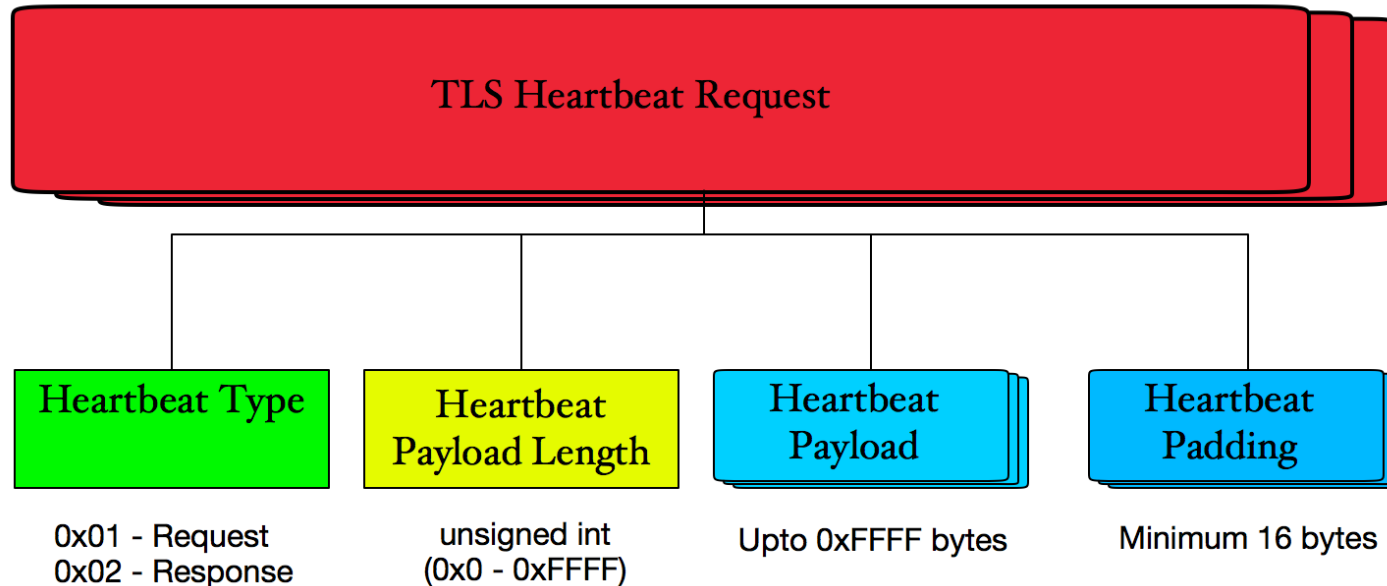 TLS Heartbeat Request
Heartbeat Type
Heartbeat
Payload Length
Heartbeat
Payload
Heartbeat
Padding
0x01 - Request
0x02 - Response
unsigned int
(0x0 - 0xFFFF)
Upto 0xFFFF bytes
Minimum 16 bytes